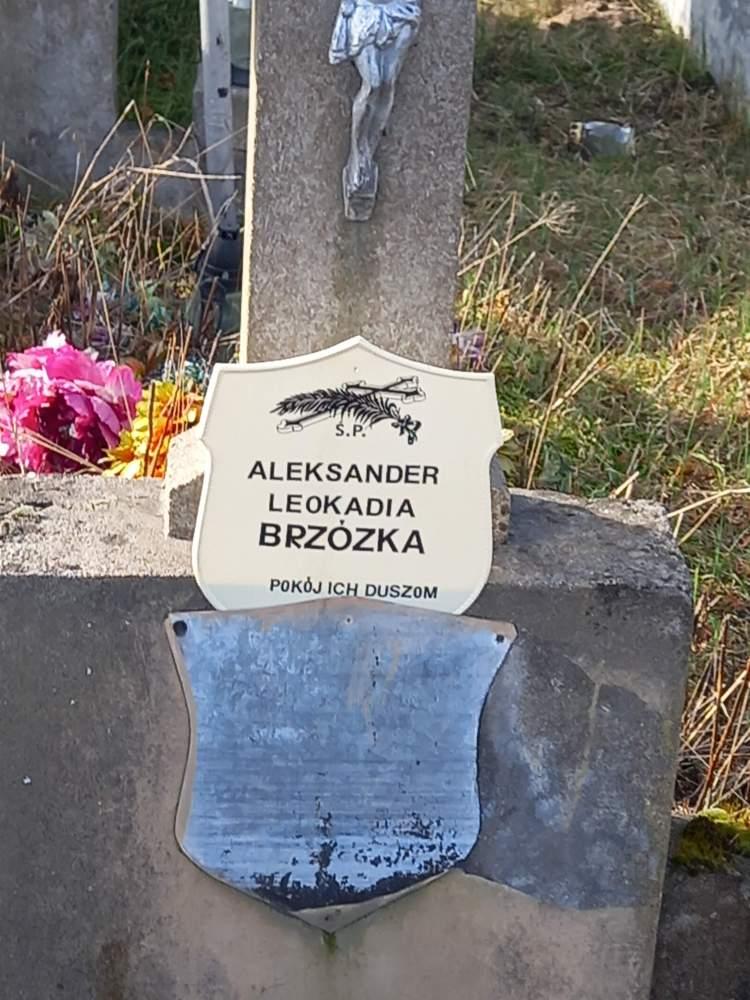 S.P.
ALEKSANDER
LEOKADIA
BRZÓZKA
POKÓJ ICH DUSZOM